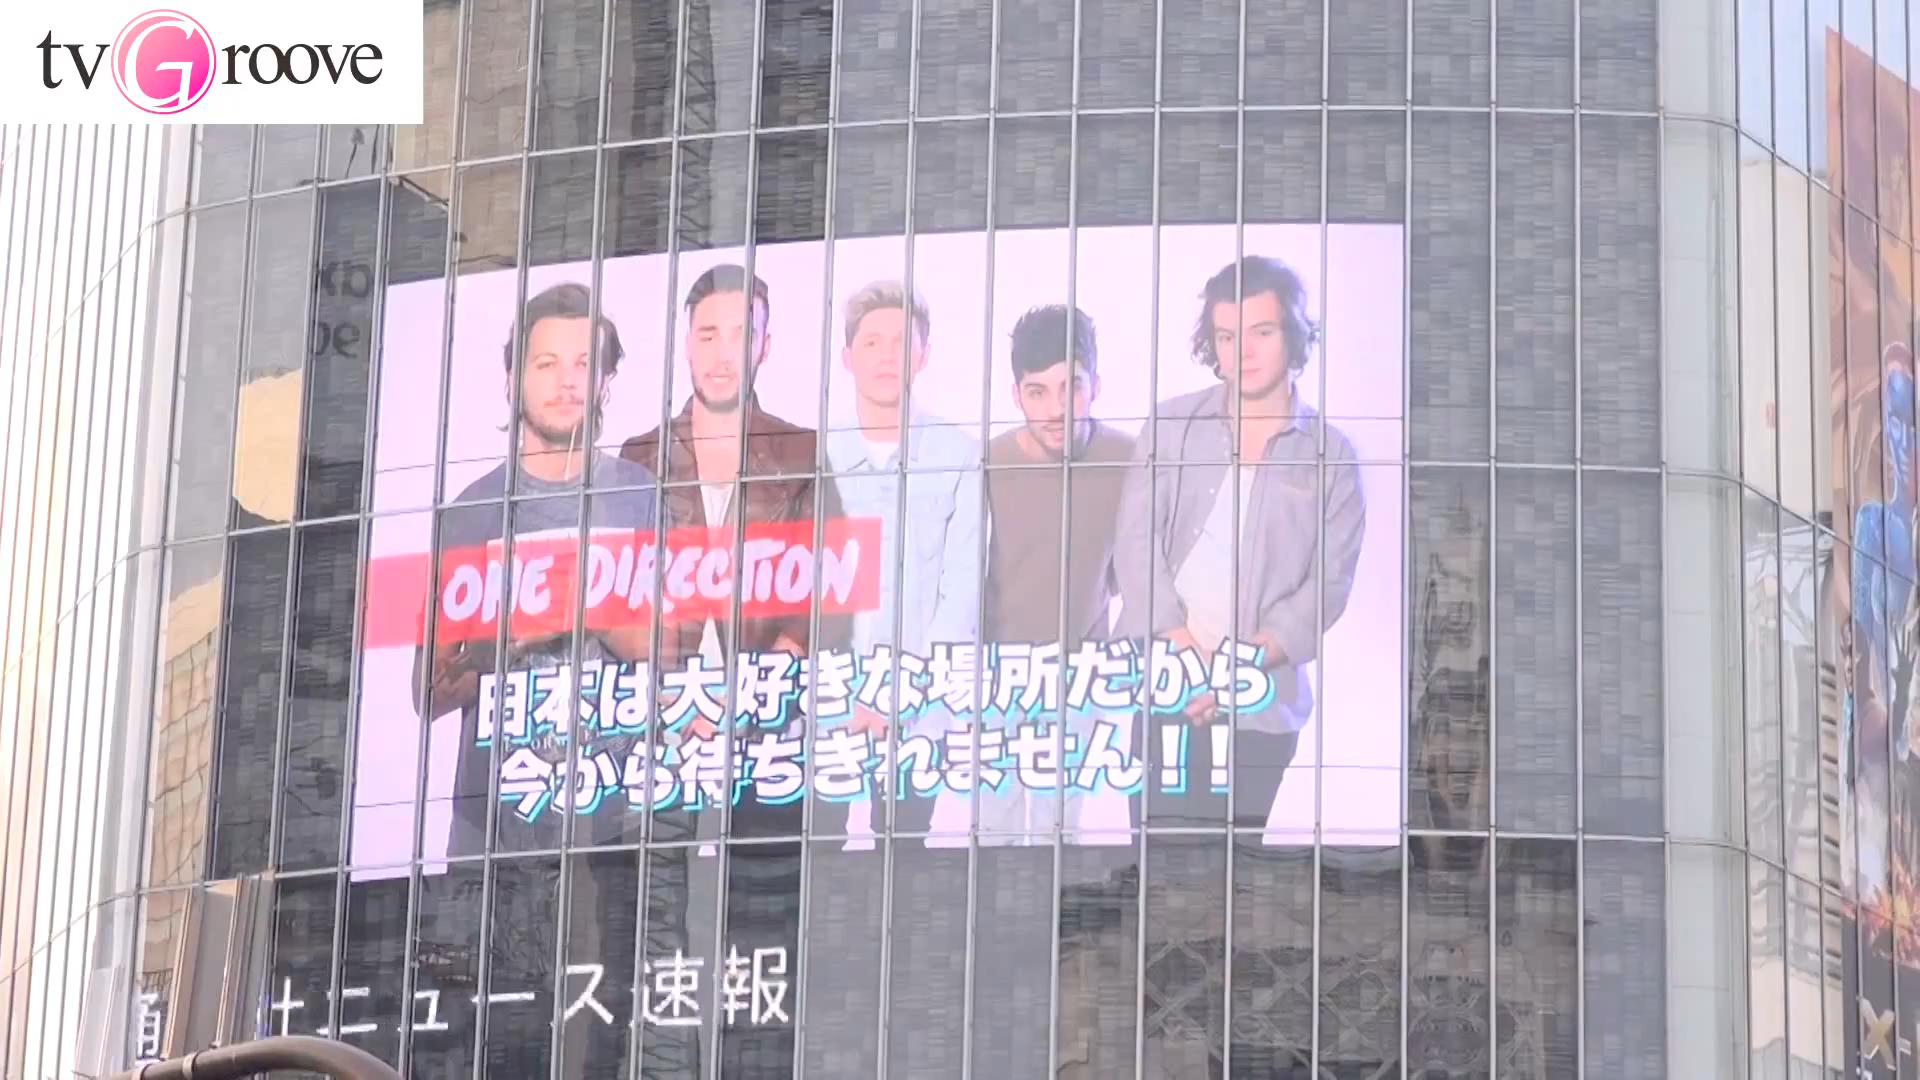 tvGroove
ONE DIRECTION
日本は大好きな場所だから
今から待ちきれません!!
ニュース速報